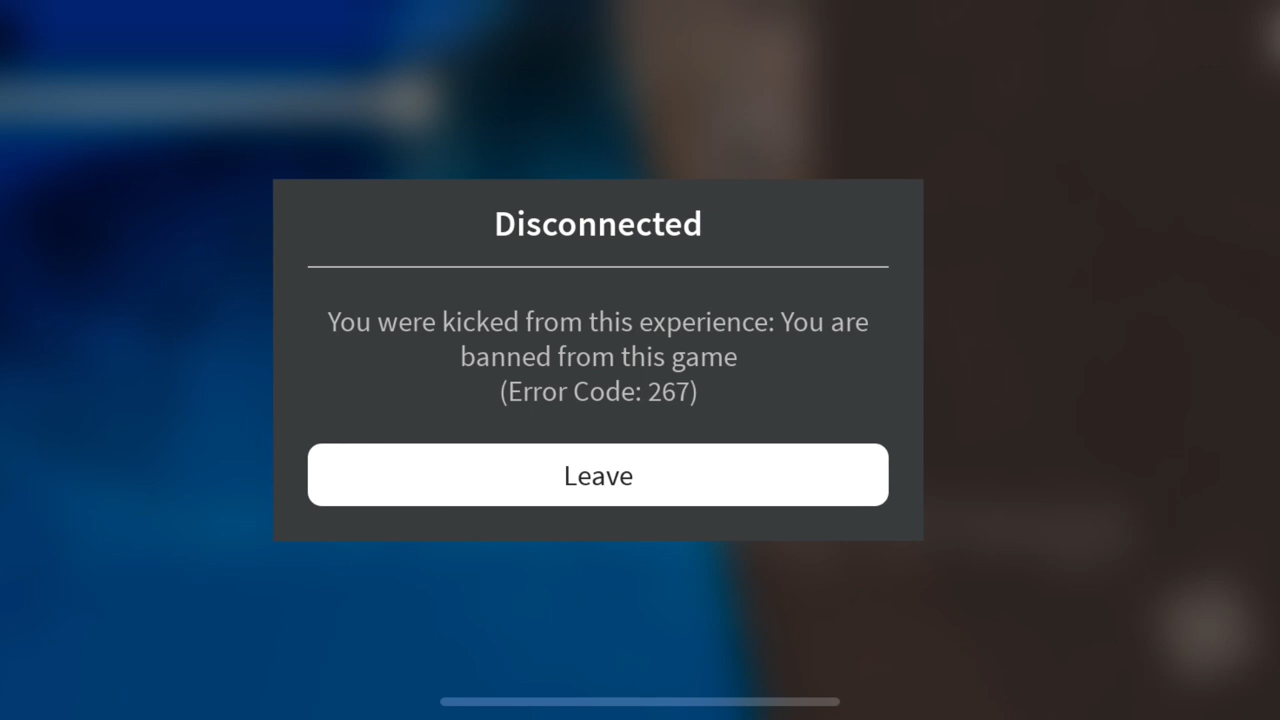 Disconnected
You were kicked from this experience: You are
banned from this game
(Error Code: 267)
Leave